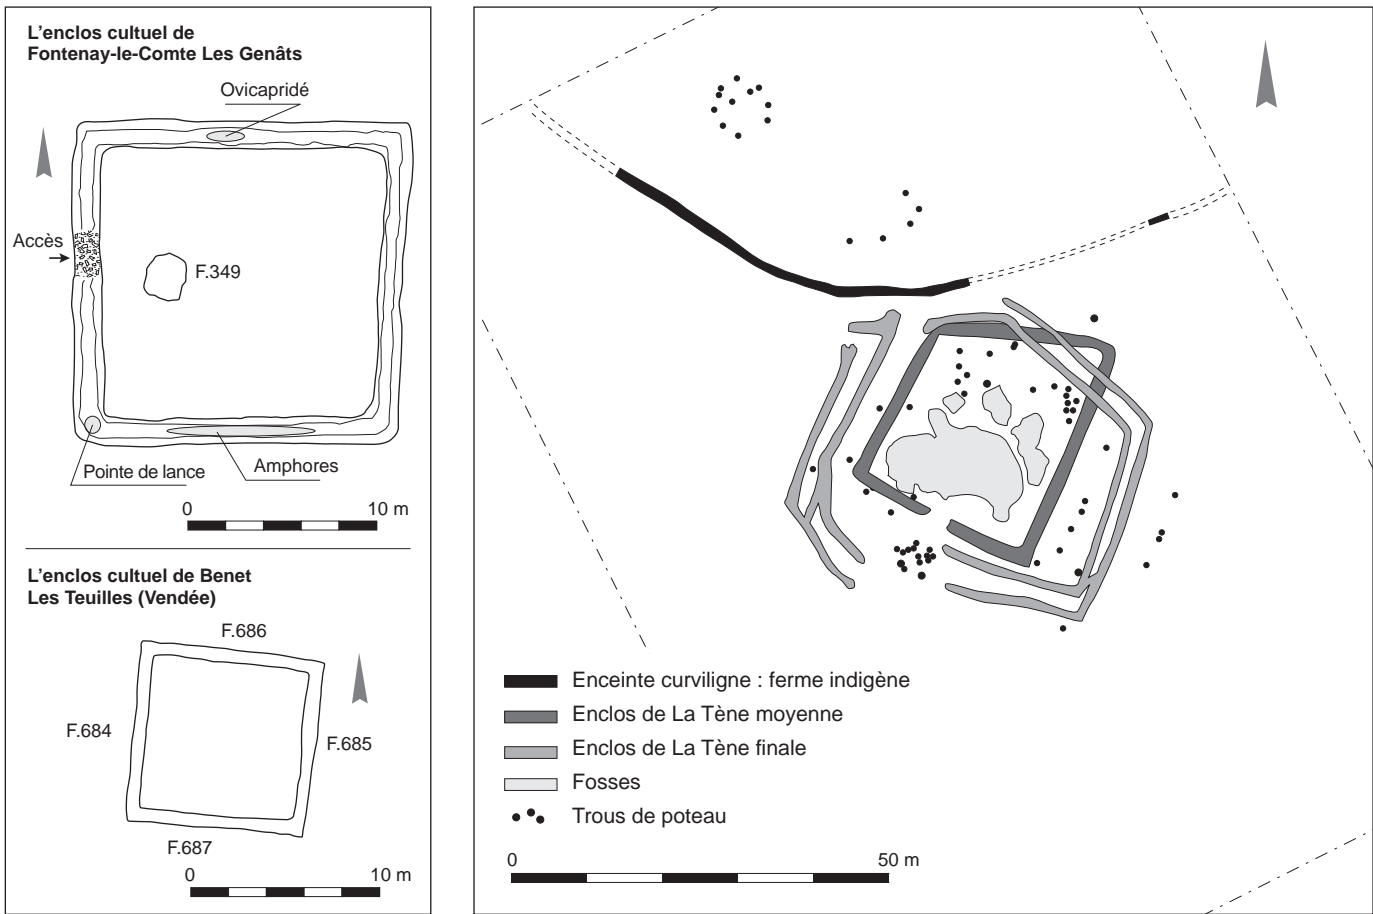 L'enclos cultuel de
Fontenay-le-Comte Les Genâts
Ovicapridé
Accès
F.349
Pointe de lance
Amphores
0 10 m
L'enclos cultuel de Benet
Les Teuilles (Vendée)
F.686
F.684
F.685
F.687
0 10 m
Enceinte curviligne : ferme indigène
Enclos de La Tène moyenne
Enclos de La Tène finale
Fosses
Trous de poteau
0 50 m